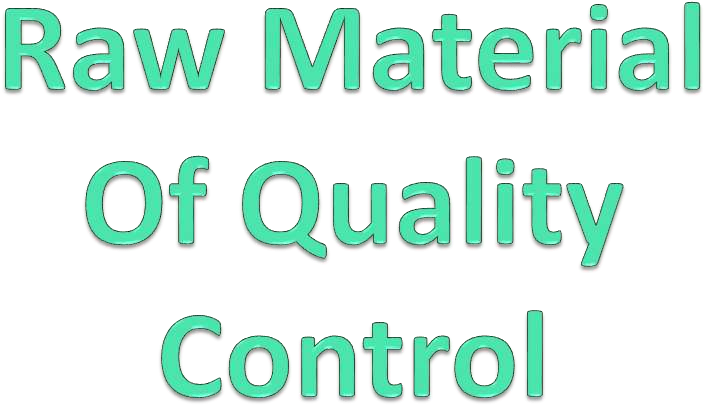 Raw Material
Of Quality
Control